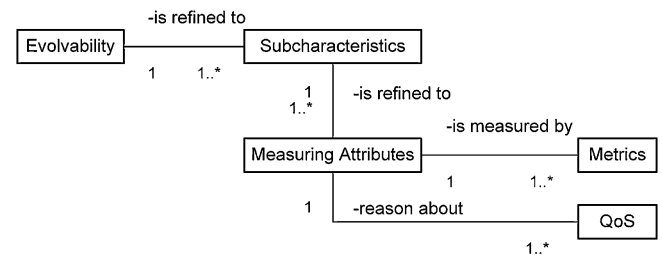 -is refined to
Evolvability
Subcharacteristics
1
1..*
1
-is refined to
1..*
-is measured by
Measuring Attributes
Metrics
1
1..*
1
-reason about
QoS
1..*